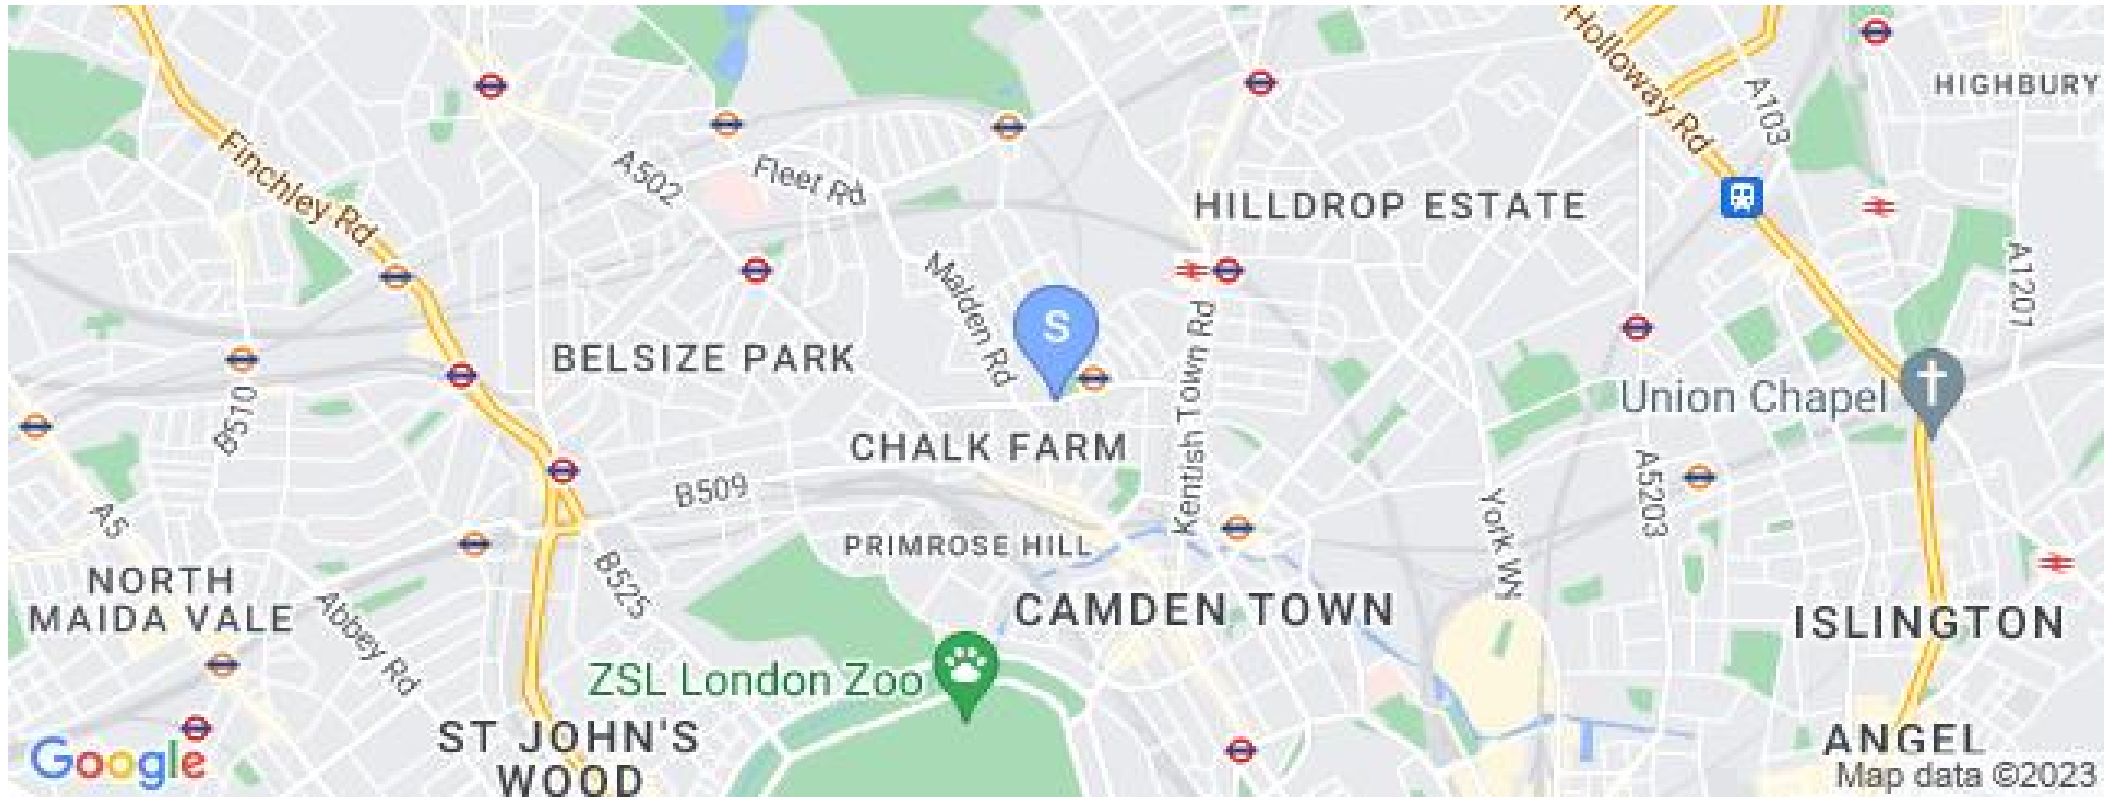 Holloway Rd
HIGHBURY
A103
Finchley Rd
A502
Fleet Rd
HILLDROP ESTATE
A1201
Malden Rd
S
Kentish Town Rd
BELSIZE PARK
Union Chapel
B510
CHALK FARM
A5203
B509
A5
York Wy
PRIMROSE HILL
B525
NORTH
MAIDA VALE
Abbey Rd
CAMDEN TOWN
ISLINGTON
ZSL London Zoo
ST JOHN'S
WOOD
ANGEL
Google
Map data ©2023